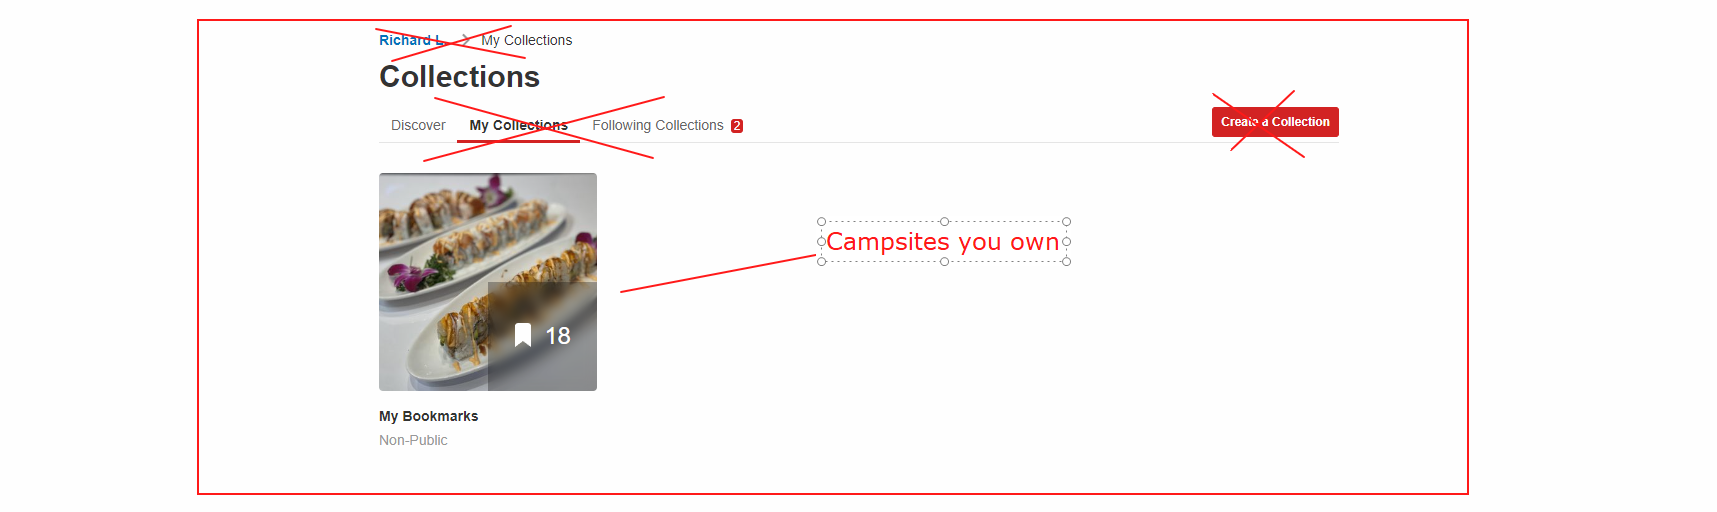 Richard L. My Collections
Collections
Discover My Collections Following Collections 2
Create a Collection
Campsites you own
18
My Bookmarks
Non-Public